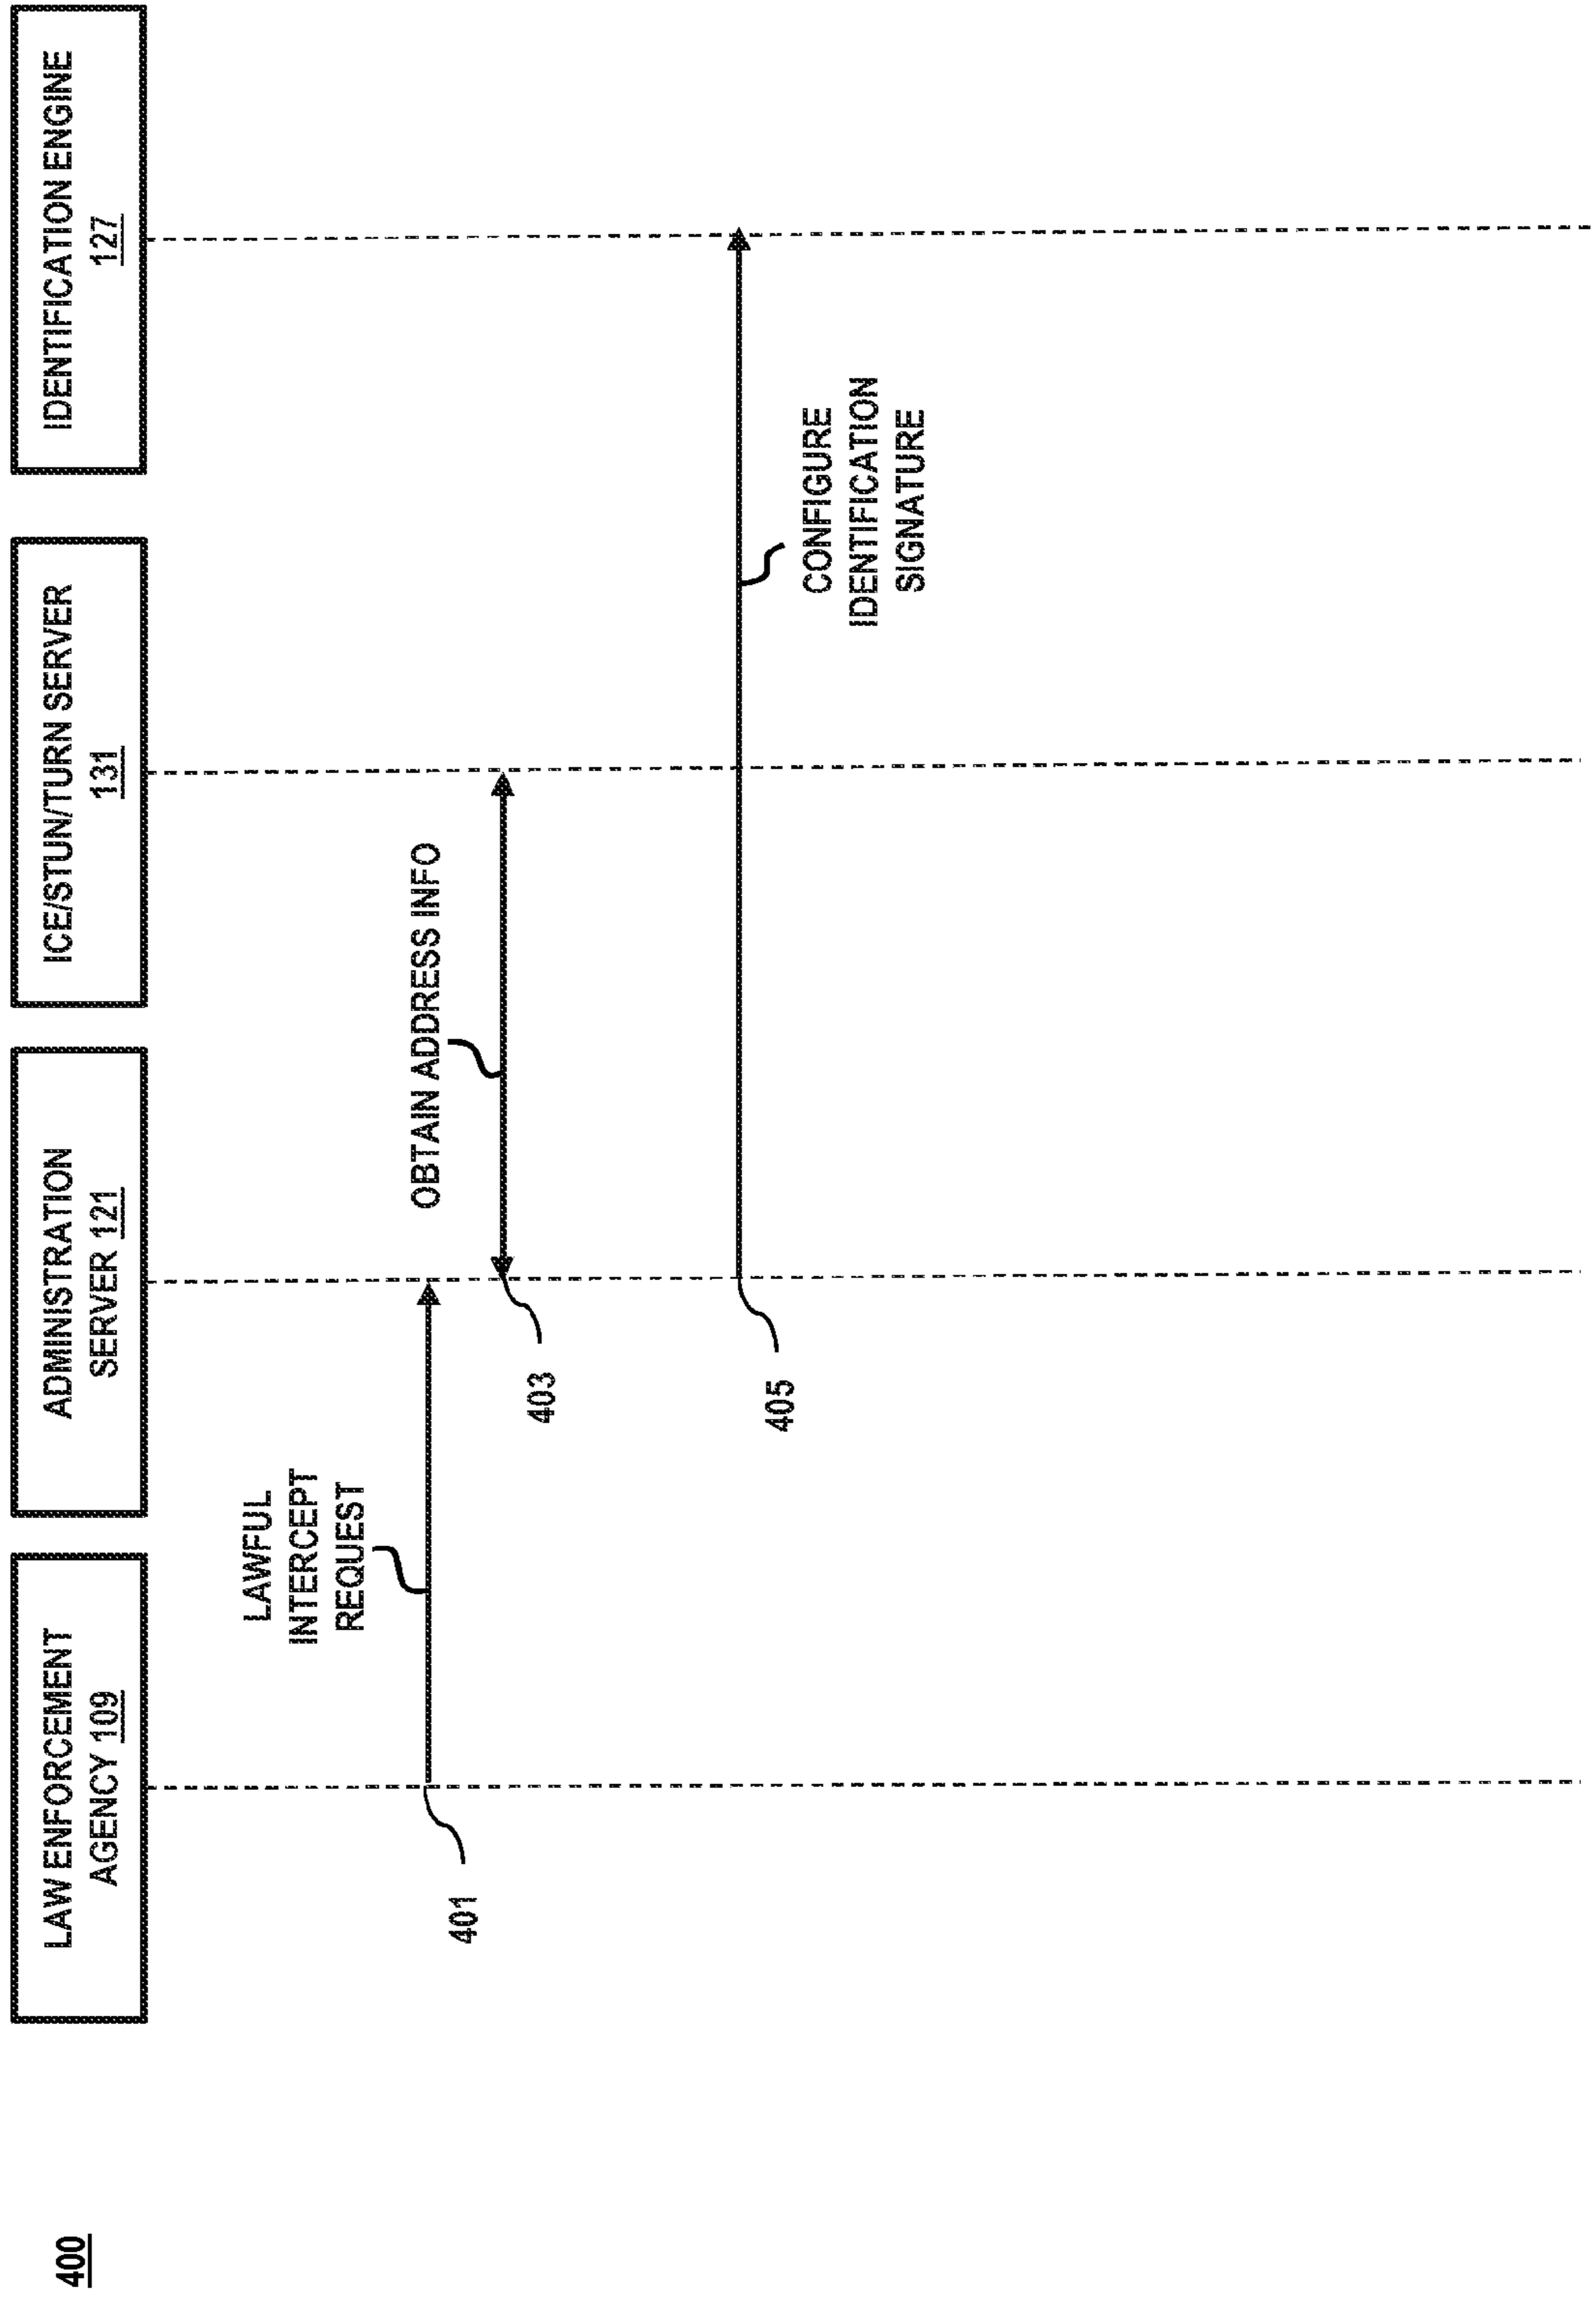 400
LAW ENFORCEMENT
AGENCY 109
ADMINISTRATION
SERVER 121
ICE/STUN/TURN SERVER
131
IDENTIFICATION ENGINE
127
LAWFUL
INTERCEPT
REQUEST
401
OBTAIN ADDRESS INFO
403
405
CONFIGURE
IDENTIFICATION
SIGNATURE